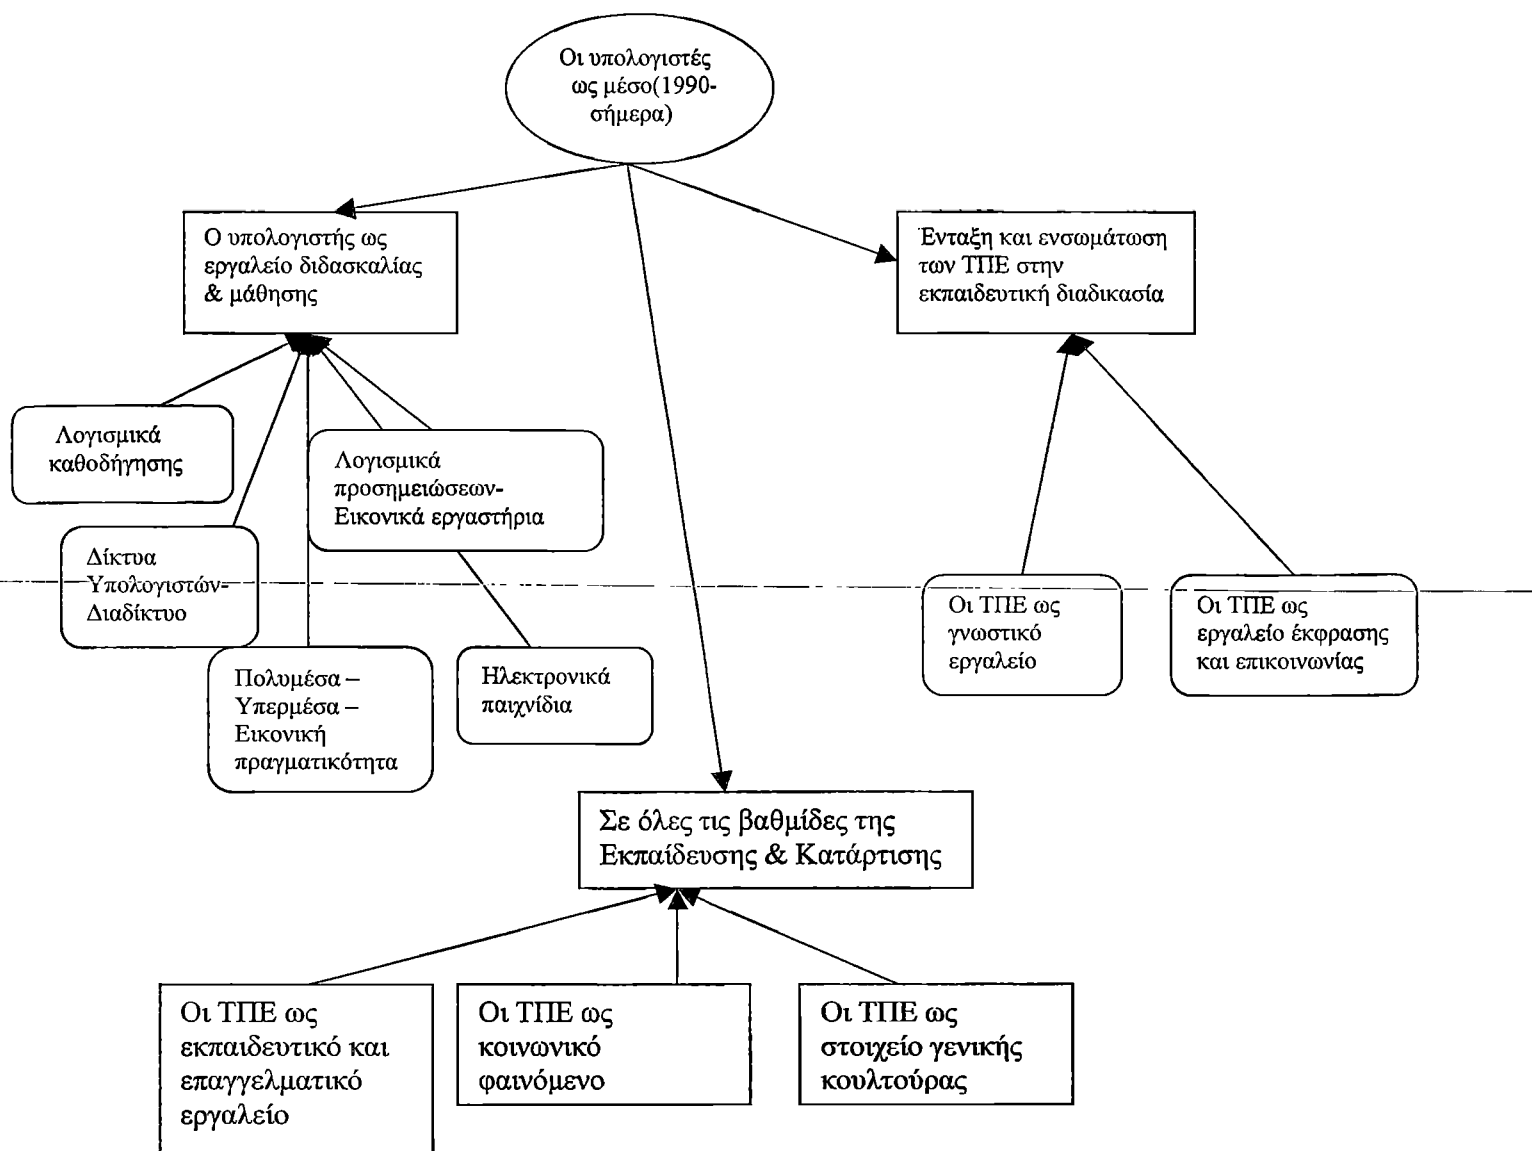 Οι υπολογιστές
ως μέσο(1990-
σήμερα)
Ο υπολογιστής ως
εργαλείο διδασκαλίας
& μάθησης
Ένταξη και ενσωμάτωση
των ΤΠΕ στην
εκπαιδευτική διαδικασία
Λογισμικά
καθοδήγησης
Λογισμικά
προσημειώσεων-
Εικονικά εργαστήρια
Δίκτυα
Υπολογιστών-
Διαδίκτυο
Πολυμέσα –
Υπερμέσα –
Εικονική
πραγματικότητα
Ηλεκτρονικά
παιχνίδια
Οι ΤΠΕ ως
γνωστικό
εργαλείο
Οι ΤΠΕ ως
εργαλείο έκφρασης
και επικοινωνίας
Σε όλες τις βαθμίδες της
Εκπαίδευσης & Κατάρτισης
Οι ΤΠΕ ως
εκπαιδευτικό και
επαγγελματικό
εργαλείο
Οι ΤΠΕ ως
κοινωνικό
φαινόμενο
Οι ΤΠΕ ως
στοιχείο γενικής
κουλτούρας